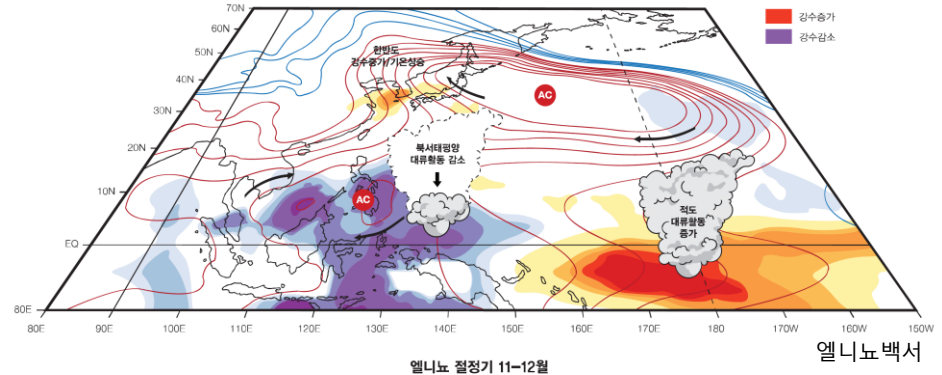 강수증가
강수감소
70N
60N
50N
40N
30N
20N
10N
EQ
80E
한반도
강수증가/기온상승
AC
북서태평양
대류활동 감소
AC
적도
대류활동
증가
80E
90E
100E
110E
120E
130E
140E
150E
160E
170E
180
170W
160W
150W
엘니뇨백서
엘니뇨 절정기 11-12월